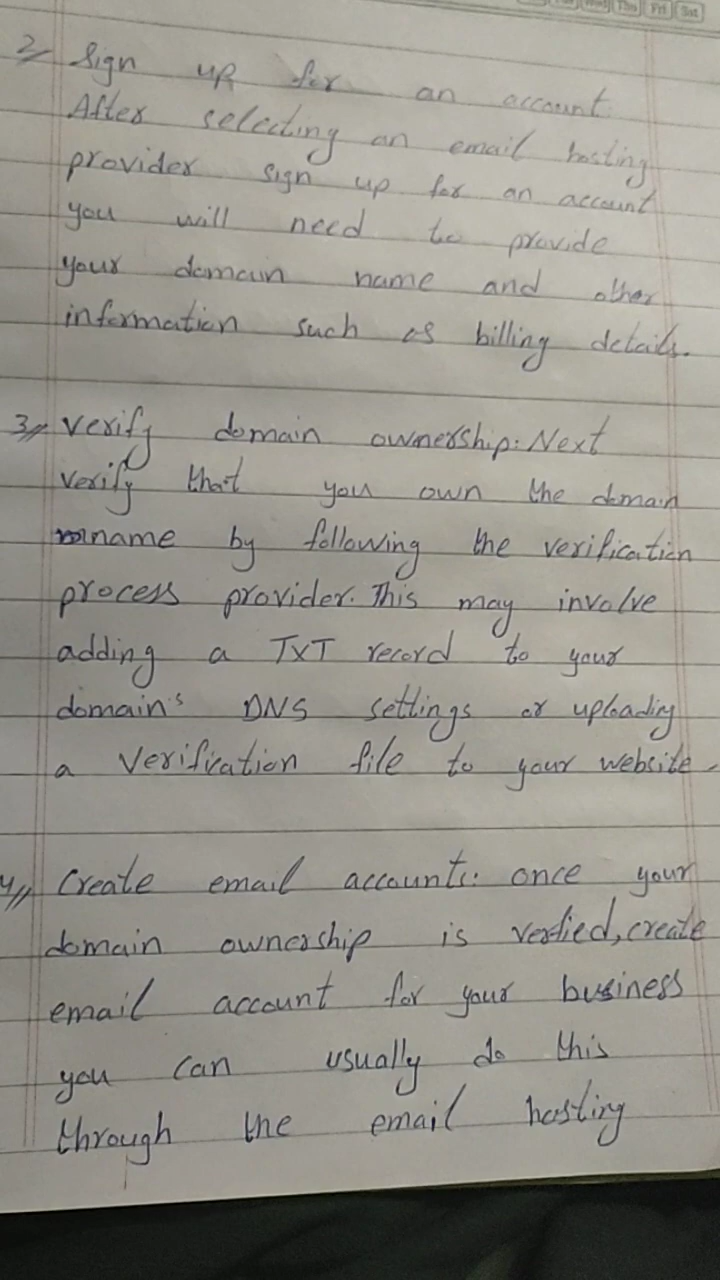 Thu Fri Sat
2, Sign up for an account.
After selecting an email hosting
provider sign up for an account
you will need to provide
your domain name and other
information such as billing details.
3, verify domain ownership: Next
verify that you own the domain
name by following the verification
process provider. This may involve
adding a TXT record to your
domain's DNS settings or uploading
a verification file to your website.
4, Create email accounts: once your
domain ownership is verfied, create
email account for your business
you can usually do this
through the email hosting